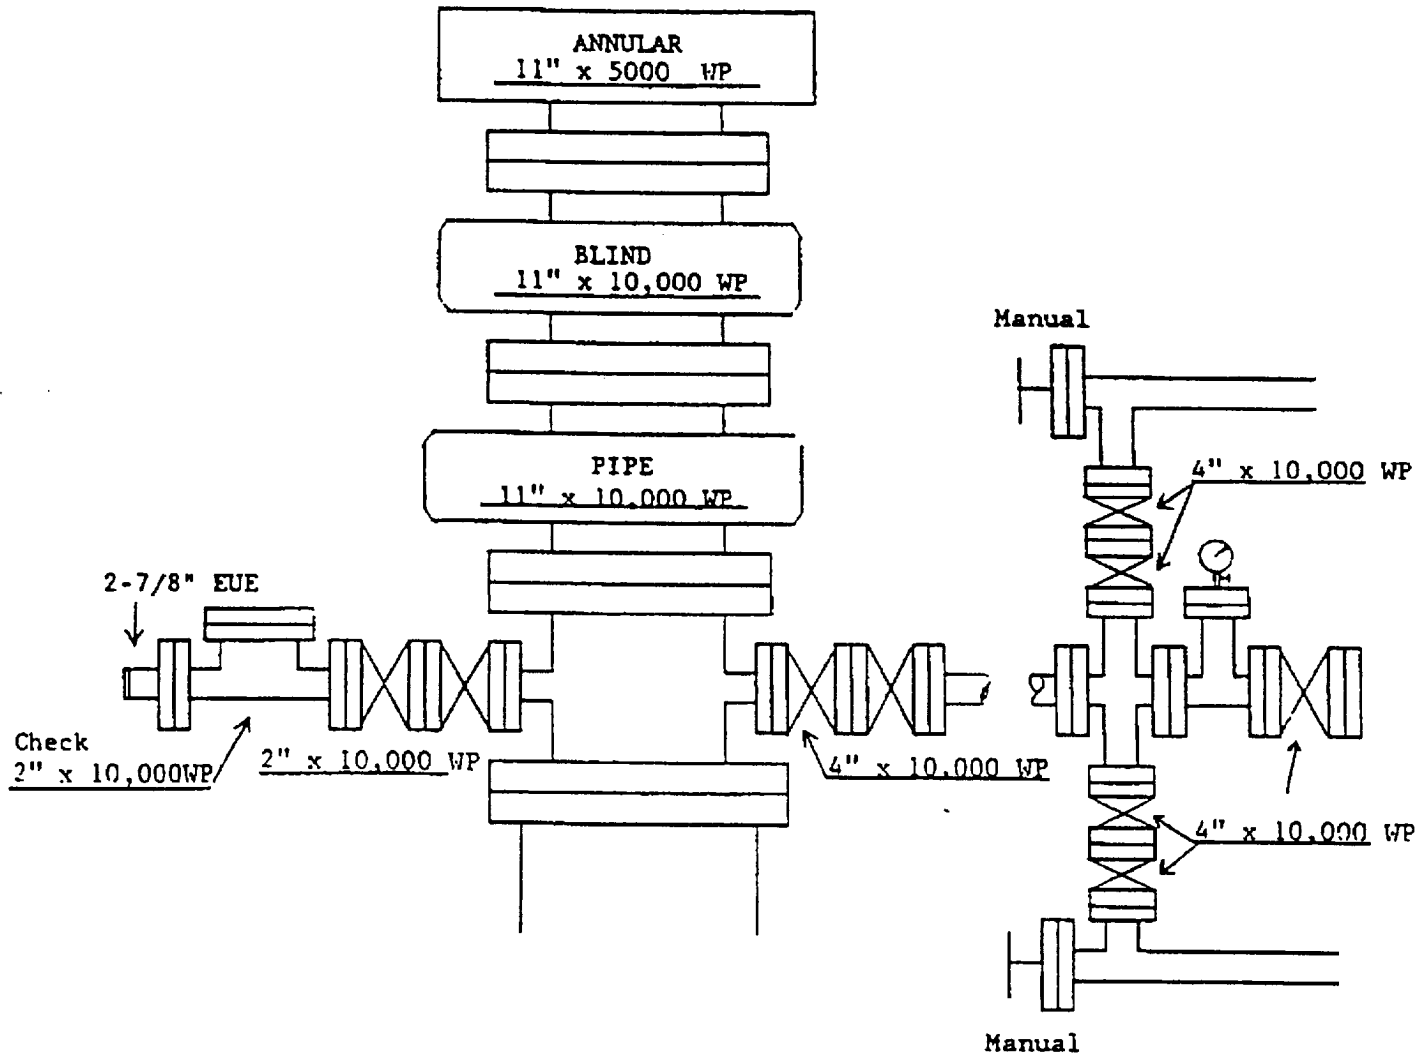 ANNULAR
11" x 5000 WP
BLIND
11" x 10,000 WP
Manual
PIPE
11" x 10,000 WP
4" x 10,000 WP
2-7/8" EUE
Check
2" x 10,000WP
2" x 10,000 WP
4" x 10,000 WP
4" x 10,000 WP
Manual